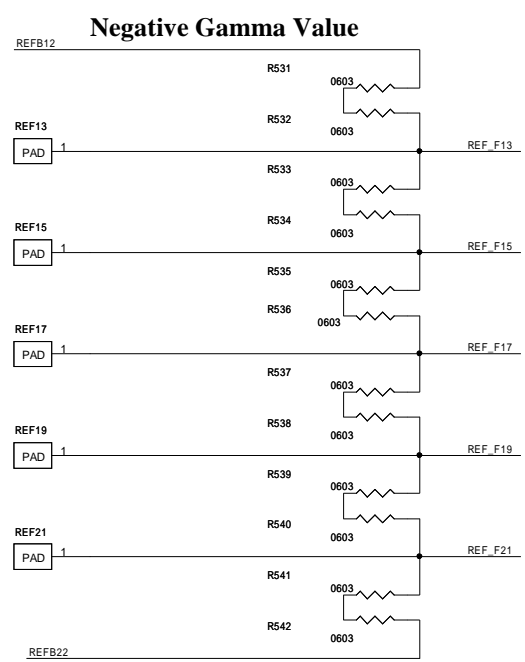 Negative Gamma Value
REFB12
R531
0603
R532
0603
REF13
PAD 1
REF_F13
R533
0603
R534
0603
REF15
PAD 1
REF_F15
R535
0603
R536
0603
REF17
PAD 1
REF_F17
R537
0603
R538
0603
REF19
PAD 1
REF_F19
R539
0603
R540
0603
REF21
PAD 1
REF_F21
R541
0603
R542
0603
REFB22